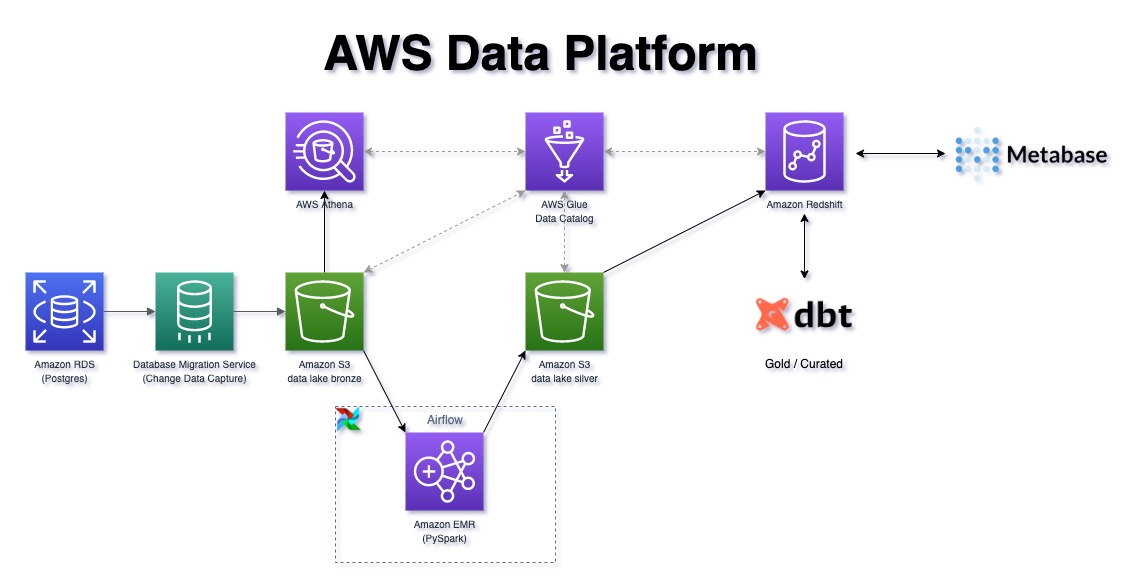 AWS Data Platform
AWS Athena
AWS Glue
Data Catalog
Amazon Redshift
Metabase
Amazon RDS
(Postgres)
Database Migration Service
(Change Data Capture)
Amazon S3
data lake bronze
Amazon S3
data lake silver
dbt
Gold / Curated
Airflow
Amazon EMR
(PySpark)